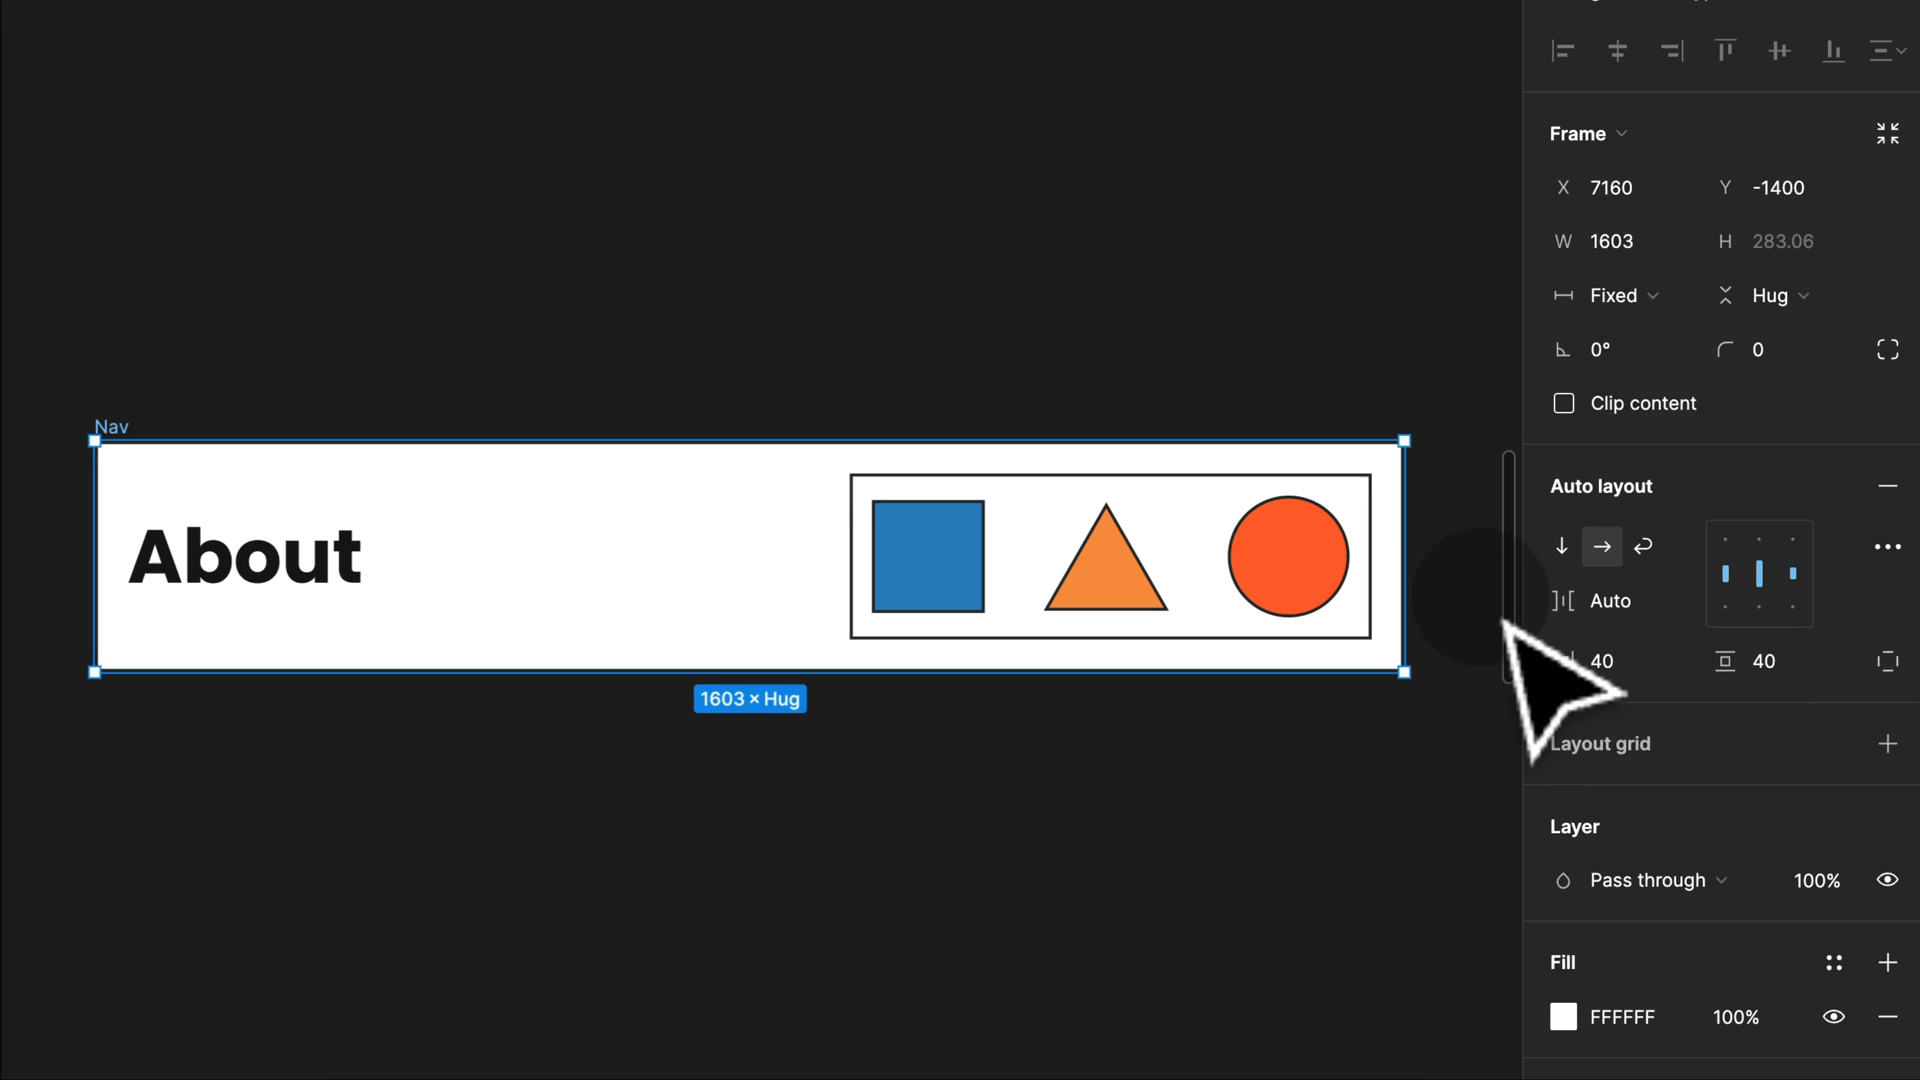 Frame
X 7160 Y -1400
W 1603 H 283.06
Fixed Hug
0° 0
Clip content
Nav
Auto layout
About
Auto
40 40
1603 × Hug
Layout grid
Layer
Pass through 100%
Fill
FFFFFF 100%